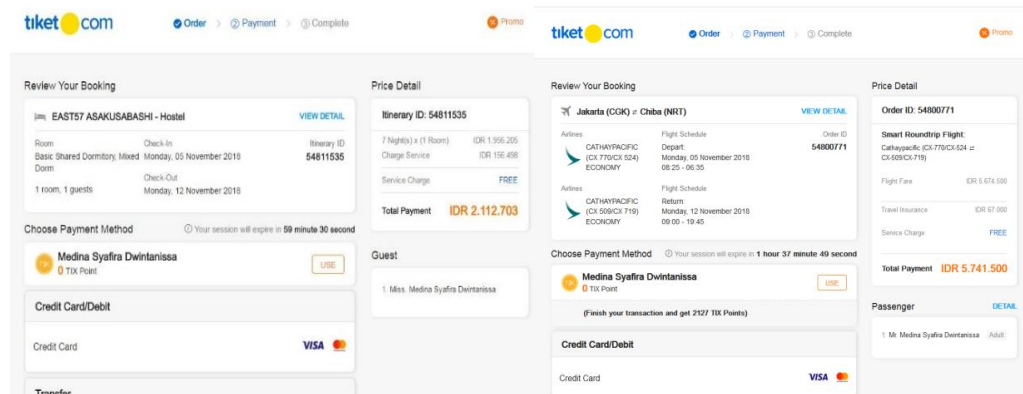 tiket com
Order > 2 Payment > 3 Complete
Promo
Review Your Booking
EAST57 ASAKUSABASHI - Hostel VIEW DETAIL
Room Check-In Itinerary ID
Basic Shared Dormitory, Mixed Monday, 05 November 2018 54811535
Dorm
Check-Out
1 room, 1 guests Monday, 12 November 2018
Choose Payment Method Your session will expire in 59 minute 30 second
Medina Syafira Dwintanissa
0 TIX Point
USE
Credit Card/Debit
Credit Card VISA
Transfer
Price Detail
Itinerary ID: 54811535
7 Night(s) x (1 Room) IDR 1.956.205
Charge Service IDR 156.498
Service Charge FREE
Total Payment IDR 2.112.703
Guest
1. Miss. Medina Syafira Dwintanissa
tiket com
Order > 2 Payment > 3 Complete
Promo
Review Your Booking
Jakarta (CGK) ⇄ Chiba (NRT) VIEW DETAIL
Airlines Flight Schedule Order ID
CATHAYPACIFIC Depart: 54800771
(CX 770/CX 524) Monday, 05 November 2018
ECONOMY 08:25 - 06:35
Airlines Flight Schedule
CATHAYPACIFIC Return:
(CX 509/CX 719) Monday, 12 November 2018
ECONOMY 09:00 - 19:45
Choose Payment Method Your session will expire in 1 hour 37 minute 49 second
Medina Syafira Dwintanissa
0 TIX Point
USE
(Finish your transaction and get 2127 TIX Points)
Credit Card/Debit
Credit Card VISA
Price Detail
Order ID: 54800771
Smart Roundtrip Flight:
Cathaypacific (CX-770/CX-524 ⇄
CX-509/CX-719)
Flight Fare IDR 5.674.500
Travel Insurance IDR 67.000
Service Charge FREE
Total Payment IDR 5.741.500
Passenger DETAIL
1. Mr. Medina Syafira Dwintanissa Adult